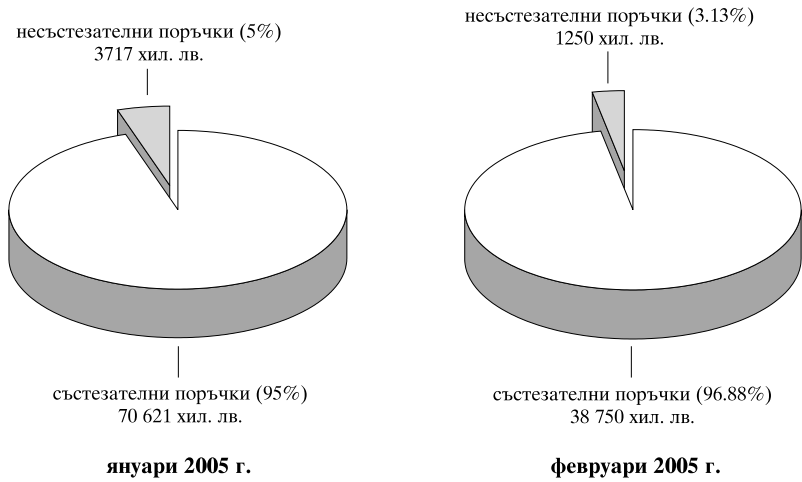 несъстезателни поръчки (5%)
3717 хил. лв.
състезателни поръчки (95%)
70 621 хил. лв.
януари 2005 г.
несъстезателни поръчки (3.13%)
1250 хил. лв.
състезателни поръчки (96.88%)
38 750 хил. лв.
февруари 2005 г.